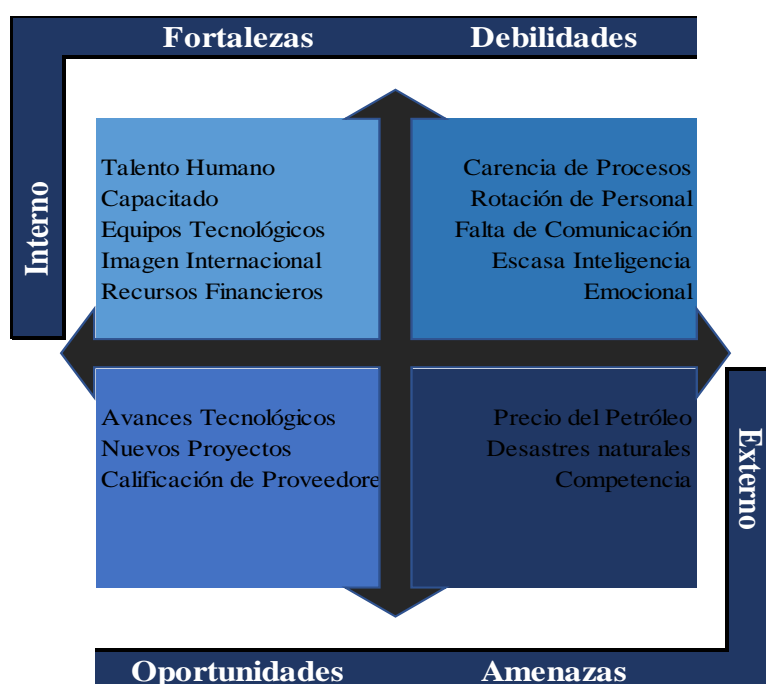 Fortalezas
Debilidades
Interno
Talento Humano
Capacitado
Equipos Tecnológicos
Imagen Internacional
Recursos Financieros
Carencia de Procesos
Rotación de Personal
Falta de Comunicación
Escasa Inteligencia
Emocional
Avances Tecnológicos
Nuevos Proyectos
Calificación de Proveedore
Precio del Petróleo
Desastres naturales
Competencia
Externo
Oportunidades
Amenazas